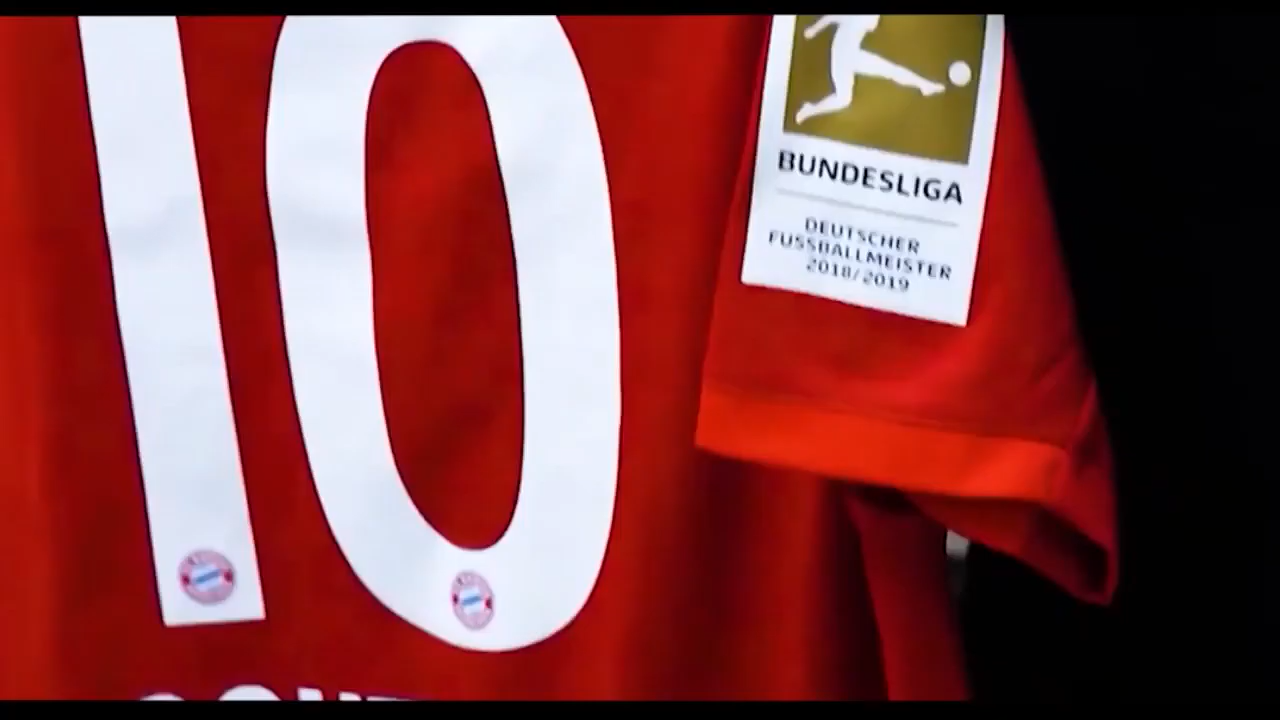 10
BUNDESLIGA
DEUTSCHER
FUSSBALLMEISTER
2018/2019